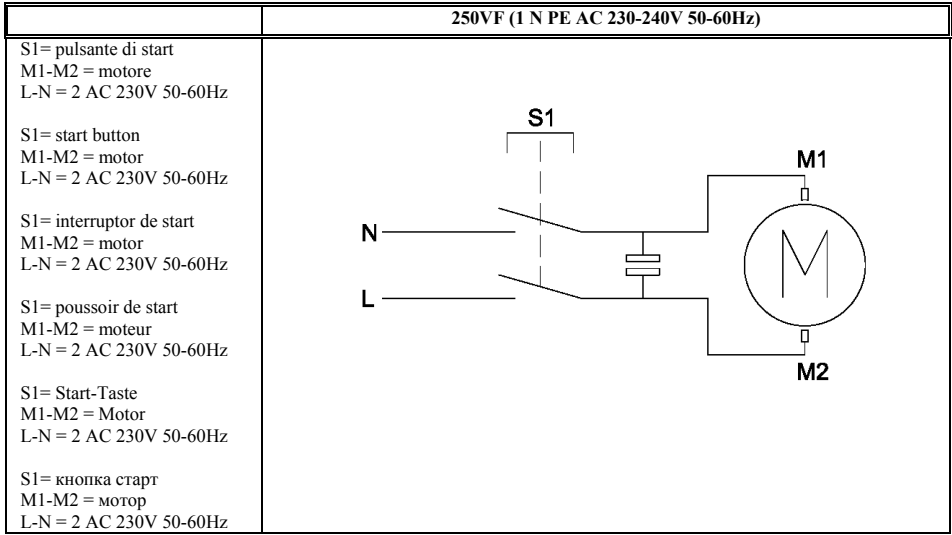 250VF (1 N PE AC 230-240V 50-60Hz)
S1= pulsante di start
M1-M2 = motore
L-N = 2 AC 230V 50-60Hz
S1= start button
M1-M2 = motor
L-N = 2 AC 230V 50-60Hz
S1= interruptor de start
M1-M2 = motor
L-N = 2 AC 230V 50-60Hz
S1= poussoir de start
M1-M2 = moteur
L-N = 2 AC 230V 50-60Hz
S1= Start-Taste
M1-M2 = Motor
L-N = 2 AC 230V 50-60Hz
S1= кнопка старт
M1-M2 = мотор
L-N = 2 AC 230V 50-60Hz
S1
M1
N
M
L
M2